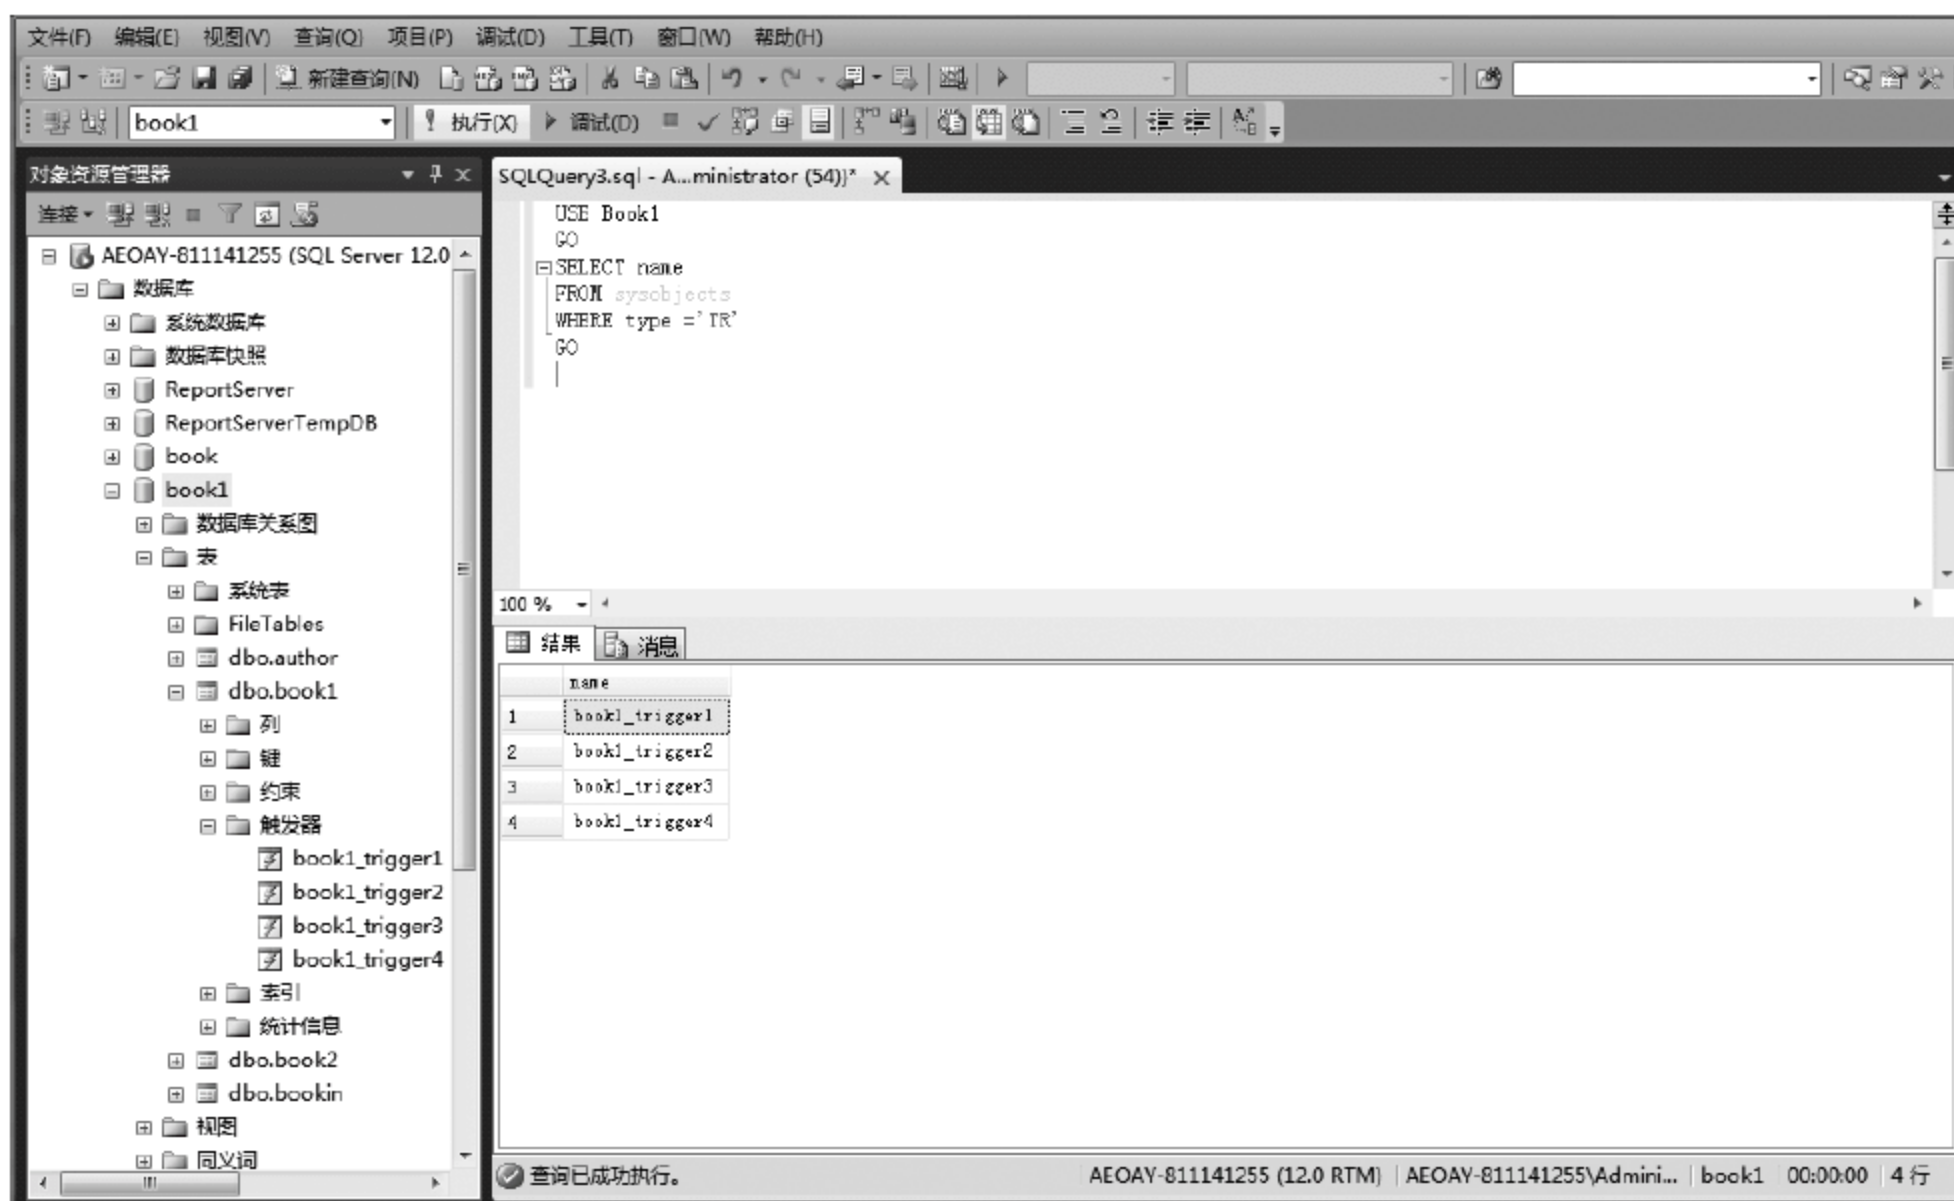 文件(F) 编辑(E) 视图(V) 查询(Q) 项目(P) 调试(D) 工具(T) 窗口(W) 帮助(H)
新建查询(N)
book1 执行(X) 调试(D)
对象资源管理器
连接
AEOAY-811141255 (SQL Server 12.0
数据库
系统数据库
数据库快照
ReportServer
ReportServerTempDB
book
book1
数据库关系图
表
系统表
FileTables
dbo.author
dbo.book1
列
键
约束
触发器
book1_trigger1
book1_trigger2
book1_trigger3
book1_trigger4
索引
统计信息
dbo.book2
dbo.bookin
视图
同义词
SQLQuery3.sql - A...ministrator (54))*
USE Book1
GO
SELECT name
FROM sysobjects
WHERE type ='TR'
GO
100 %
结果 消息
name
1 book1_trigger1
2 book1_trigger2
3 book1_trigger3
4 book1_trigger4
查询已成功执行。 AEOAY-811141255 (12.0 RTM) AEOAY-811141255\Admini... book1 00:00:00 4 行